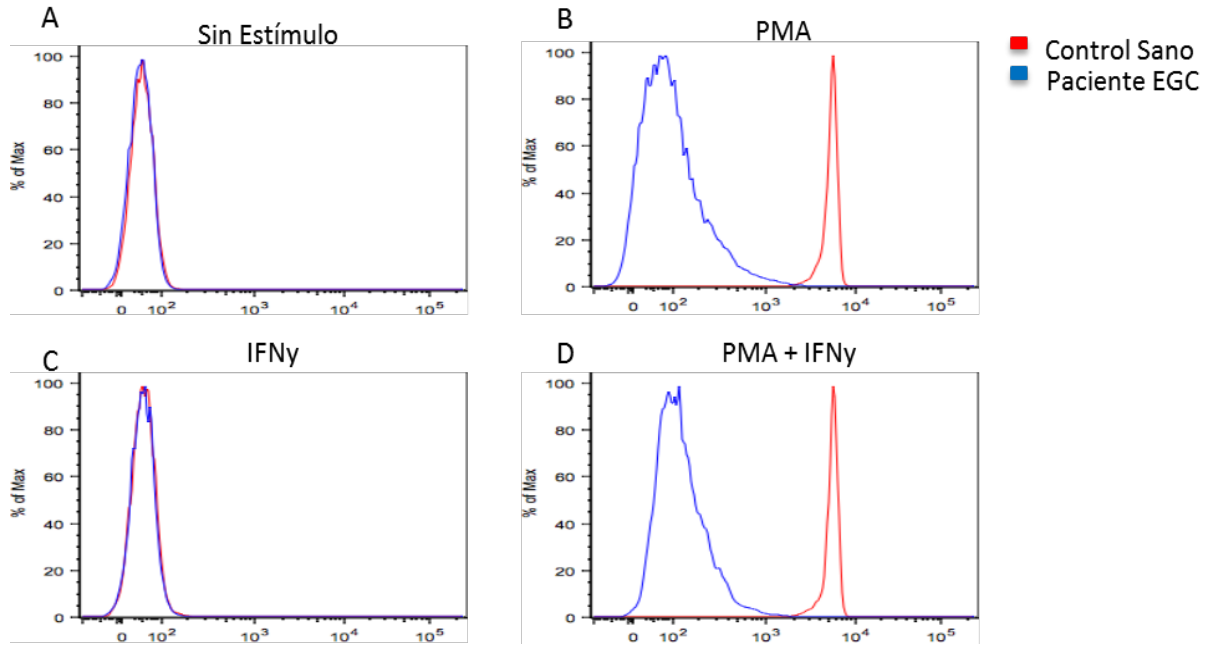 A
Sin Estímulo
% of Max
100
80
60
40
20
0
0 10² 10³ 10⁴ 10⁵
B
PMA
% of Max
100
80
60
40
20
0
0 10² 10³ 10⁴ 10⁵
Control Sano
Paciente EGC
C
IFNy
% of Max
100
80
60
40
20
0
0 10² 10³ 10⁴ 10⁵
D
PMA + IFNy
% of Max
100
80
60
40
20
0
0 10² 10³ 10⁴ 10⁵